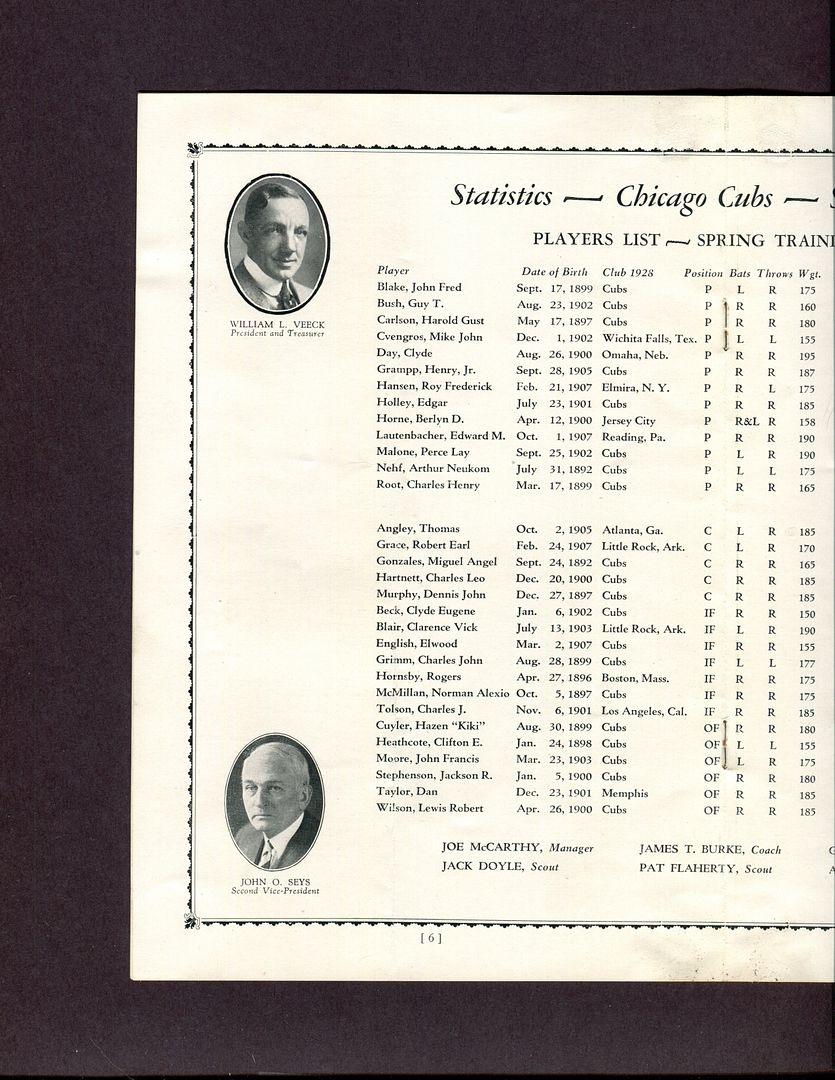 Statistics — Chicago Cubs —
PLAYERS LIST — SPRING TRAINI
Player Date of Birth Club 1928 Position Bats Throws Wgt.
Blake, John Fred Sept. 17, 1899 Cubs P L R 175
Bush, Guy T. Aug. 23, 1902 Cubs P R R 160
Carlson, Harold Gust May 17, 1897 Cubs P R R 180
Cvengros, Mike John Dec. 1, 1902 Wichita Falls, Tex. P L L 155
Day, Clyde Aug. 26, 1900 Omaha, Neb. P R R 195
Grampp, Henry, Jr. Sept. 28, 1905 Cubs P R R 187
Hansen, Roy Frederick Feb. 21, 1907 Elmira, N. Y. P R L 175
Holley, Edgar July 23, 1901 Cubs P R R 185
Horne, Berlyn D. Apr. 12, 1900 Jersey City P R&L R 158
Lautenbacher, Edward M. Oct. 1, 1907 Reading, Pa. P R R 190
Malone, Perce Lay Sept. 25, 1902 Cubs P L R 190
Nehf, Arthur Neukom July 31, 1892 Cubs P L L 175
Root, Charles Henry Mar. 17, 1899 Cubs P R R 165
Angley, Thomas Oct. 2, 1905 Atlanta, Ga. C L R 185
Grace, Robert Earl Feb. 24, 1907 Little Rock, Ark. C L R 170
Gonzales, Miguel Angel Sept. 24, 1892 Cubs C R R 165
Hartnett, Charles Leo Dec. 20, 1900 Cubs C R R 185
Murphy, Dennis John Dec. 27, 1897 Cubs C R R 185
Beck, Clyde Eugene Jan. 6, 1902 Cubs IF R R 150
Blair, Clarence Vick July 13, 1903 Little Rock, Ark. IF L R 190
English, Elwood Mar. 2, 1907 Cubs IF R R 155
Grimm, Charles John Aug. 28, 1899 Cubs IF L L 177
Hornsby, Rogers Apr. 27, 1896 Boston, Mass. IF R R 175
McMillan, Norman Alexio Oct. 5, 1897 Cubs IF R R 175
Tolson, Charles J. Nov. 6, 1901 Los Angeles, Cal. IF R R 185
Cuyler, Hazen “Kiki” Aug. 30, 1899 Cubs OF R R 180
Heathcote, Clifton E. Jan. 24, 1898 Cubs OF L L 155
Moore, John Francis Mar. 23, 1903 Cubs OF L R 175
Stephenson, Jackson R. Jan. 5, 1900 Cubs OF R R 180
Taylor, Dan Dec. 23, 1901 Memphis OF R R 185
Wilson, Lewis Robert Apr. 26, 1900 Cubs OF R R 185
JOE McCARTHY, Manager JAMES T. BURKE, Coach G
JACK DOYLE, Scout PAT FLAHERTY, Scout A
WILLIAM L. VEECK
President and Treasurer
JOHN O. SEYS
Second Vice-President
[ 6 ]